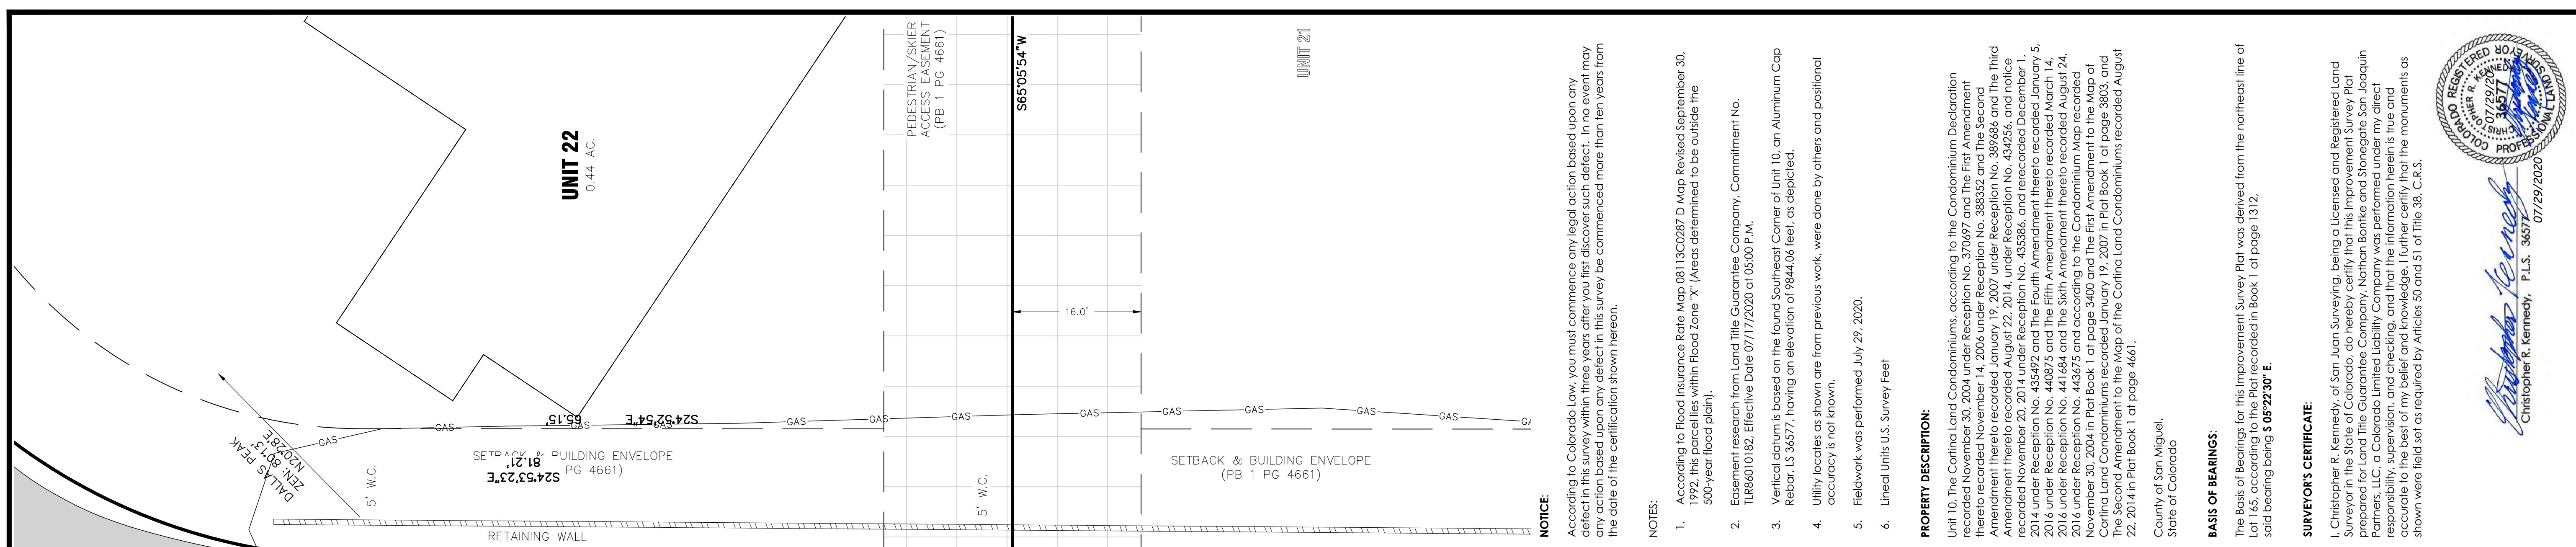 UNIT 22
0.44 AC.
PEDESTRIAN/SKIER
ACCESS EASEMENT
(PB 1 PG 4661)
S65°05'54"W
UNIT 21
16.0'
GAS
GAS
GAS
GAS
GAS
GAS
GAS
GAS
GAS
GAS
GAS
65.15'
S24°52'54"E
DALLAS PEAK
ZEN: 80°13'
N20°28'E
5' W.C.
SETBACK & BUILDING ENVELOPE
PG 4661)
81.21'
S24°53'23"E
5' W.C.
SETBACK & BUILDING ENVELOPE
(PB 1 PG 4661)
RETAINING WALL
NOTICE:
According to Colorado Law, you must commence any legal action based upon any
defect in this survey within three years after you first discover such defect. In no event may
any action based upon any defect in this survey be commenced more than ten years from
the date of the certification shown hereon.
NOTES:
1. According to Flood Insurance Rate Map 08113C0287 D Map Revised September 30,
1992, this parcel lies within Flood Zone "X" (Areas determined to be outside the
500-year flood plain).
2. Easement research from Land Title Guarantee Company, Commitment No.
TLR86010182, Effective Date 07/17/2020 at 05:00 P.M.
3. Vertical datum is based on the found Southeast Corner of Unit 10, an Aluminum Cap
Rebar, LS 36577, having an elevation of 9844.06 feet, as depicted.
4. Utility locates as shown are from previous work, were done by others and positional
accuracy is not known.
5. Fieldwork was performed July 29, 2020.
6. Lineal Units U.S. Survey Feet
PROPERTY DESCRIPTION:
Unit 10, The Cortina Land Condominiums, according to the Condominium Declaration
recorded November 30, 2004 under Reception No. 370697 and The First Amendment
thereto recorded November 14, 2006 under Reception No. 388352 and The Second
Amendment thereto recorded January 19, 2007 under Reception No. 389686 and The Third
Amendment thereto recorded August 22, 2014, under Reception No. 434256, and notice
recorded November 20, 2014 under Reception No. 435386, and rerecorded December 1,
2014 under Reception No. 435492 and The Fourth Amendment thereto recorded January 5,
2016 under Reception No. 440875 and The Fifth Amendment thereto recorded March 14,
2016 under Reception No. 441684 and The Sixth Amendment thereto recorded August 24,
2016 under Reception No. 443675 and according to the Condominium Map recorded
November 30, 2004 in Plat Book 1 at page 3400 and The First Amendment to the Map of
Cortina Land Condominiums recorded January 19, 2007 in Plat Book 1 at page 3803, and
The Second Amendment to the Map of the Cortina Land Condominiums recorded August
22, 2014 in Plat Book 1 at page 4661,
County of San Miguel,
State of Colorado
BASIS OF BEARINGS:
The Basis of Bearings for this Improvement Survey Plat was derived from the northeast line of
Lot 165, according to the Plat recorded in Book 1 at page 1312,
said bearing being S 05°22'30" E.
SURVEYOR'S CERTIFICATE:
I, Christopher R. Kennedy, of San Juan Surveying, being a Licensed and Registered Land
Surveyor in the State of Colorado, do hereby certify that this Improvement Survey Plat
prepared for Land Title Guarantee Company, Nathan Bontke and Stonegate San Joaquin
Partners, LLC, a Colorado Limited Liability Company was performed under my direct
responsibility, supervision, and checking, and that the information herein is true and
accurate to the best of my belief and knowledge. I further certify that the monuments as
shown were field set as required by Articles 50 and 51 of Title 38, C.R.S.
Christopher R. Kennedy, P.L.S. 36577
07/29/2020
COLORADO REGISTERED
CHRISTOPHER R. KENNEDY
07/29/20
36577
PROFESSIONAL LAND SURVEYOR